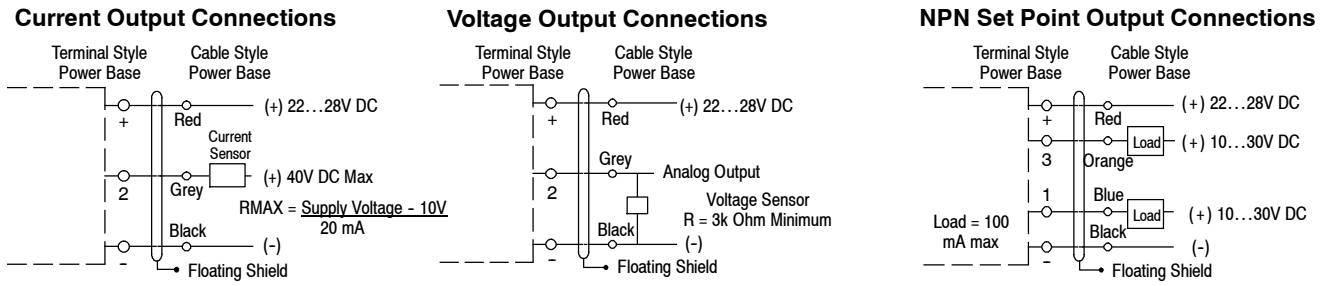 Current Output Connections
Terminal Style
Power Base
Cable Style
Power Base
+
Red
(+) 22...28V DC
Current
Sensor
2
Grey
(+) 40V DC Max
RMAX = Supply Voltage - 10V
20 mA
Black
-
(-)
Floating Shield
Voltage Output Connections
Terminal Style
Power Base
Cable Style
Power Base
+
Red
(+) 22...28V DC
Grey
2
Analog Output
Voltage Sensor
R = 3k Ohm Minimum
Black
-
(-)
Floating Shield
NPN Set Point Output Connections
Terminal Style
Power Base
Cable Style
Power Base
+
Red
(+) 22...28V DC
3
Orange
Load
(+) 10...30V DC
1
Blue
Load
(+) 10...30V DC
Load = 100
mA max
Black
-
(-)
Floating Shield